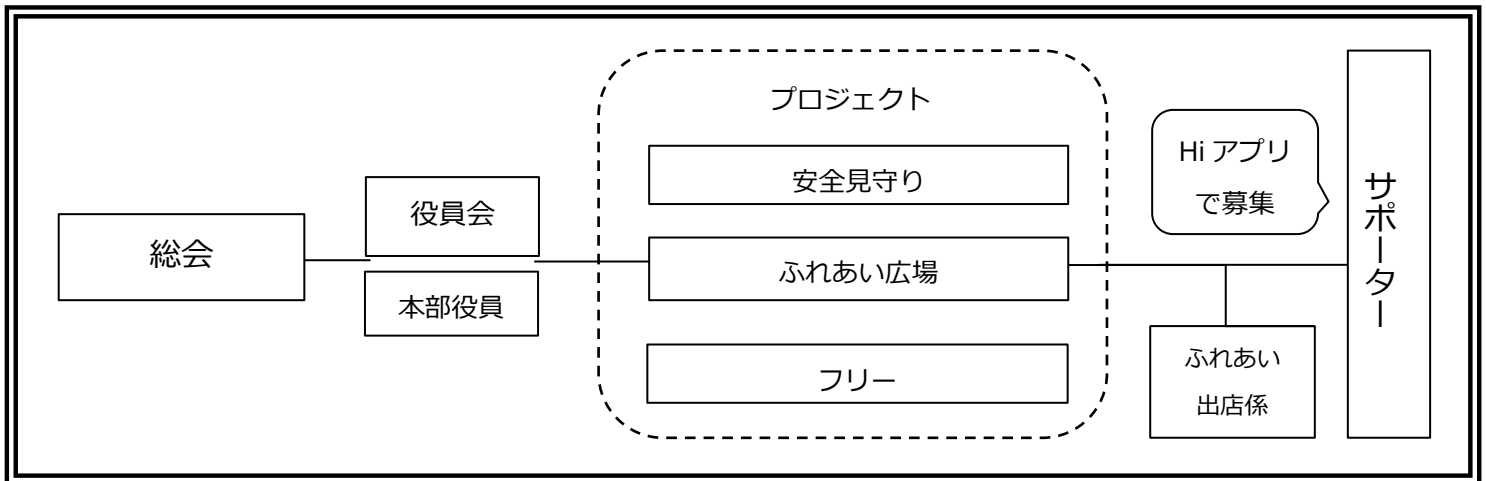 総会
役員会
本部役員
プロジェクト
安全見守り
ふれあい広場
フリー
Hi アプリ
で募集
ふれあい
出店係
サポーター